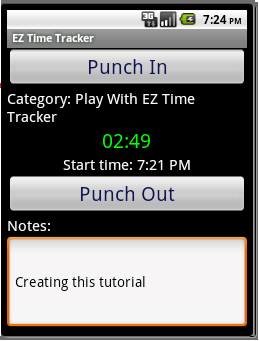 3G 7:24 PM
EZ Time Tracker
Punch In
Category: Play With EZ Time
Tracker
02:49
Start time: 7:21 PM
Punch Out
Notes:
Creating this tutorial